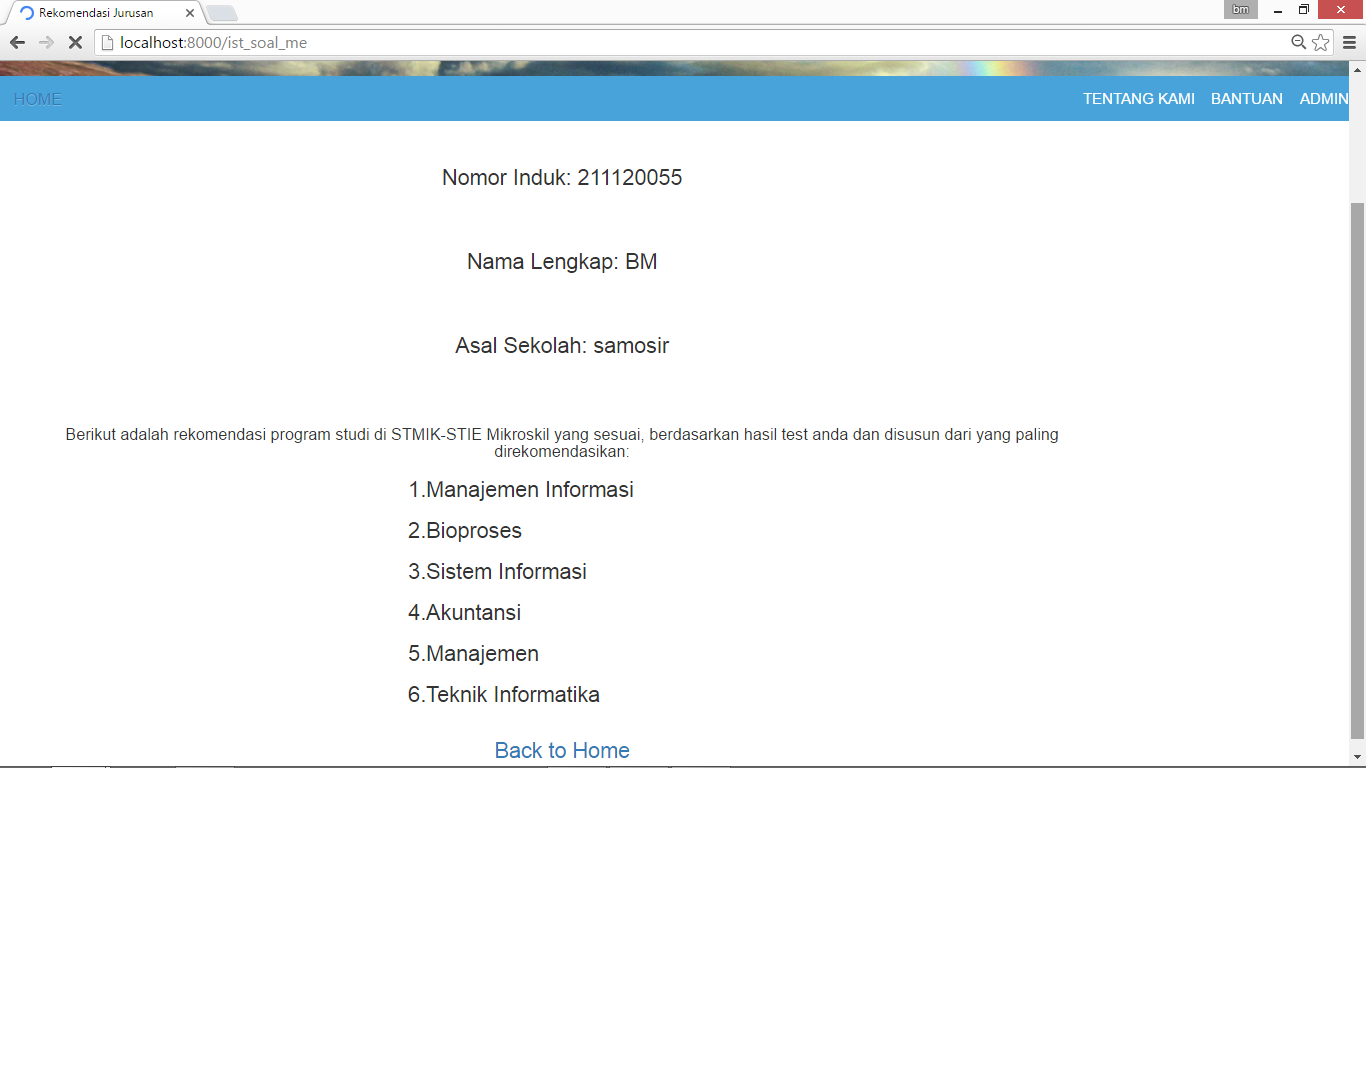 Rekomendasi Jurusan
bm
localhost:8000/ist_soal_me
HOME
TENTANG KAMI BANTUAN ADMIN
Nomor Induk: 211120055
Nama Lengkap: BM
Asal Sekolah: samosir
Berikut adalah rekomendasi program studi di STMIK-STIE Mikroskil yang sesuai, berdasarkan hasil test anda dan disusun dari yang paling
direkomendasikan:
1.Manajemen Informasi
2.Bioproses
3.Sistem Informasi
4.Akuntansi
5.Manajemen
6.Teknik Informatika
Back to Home